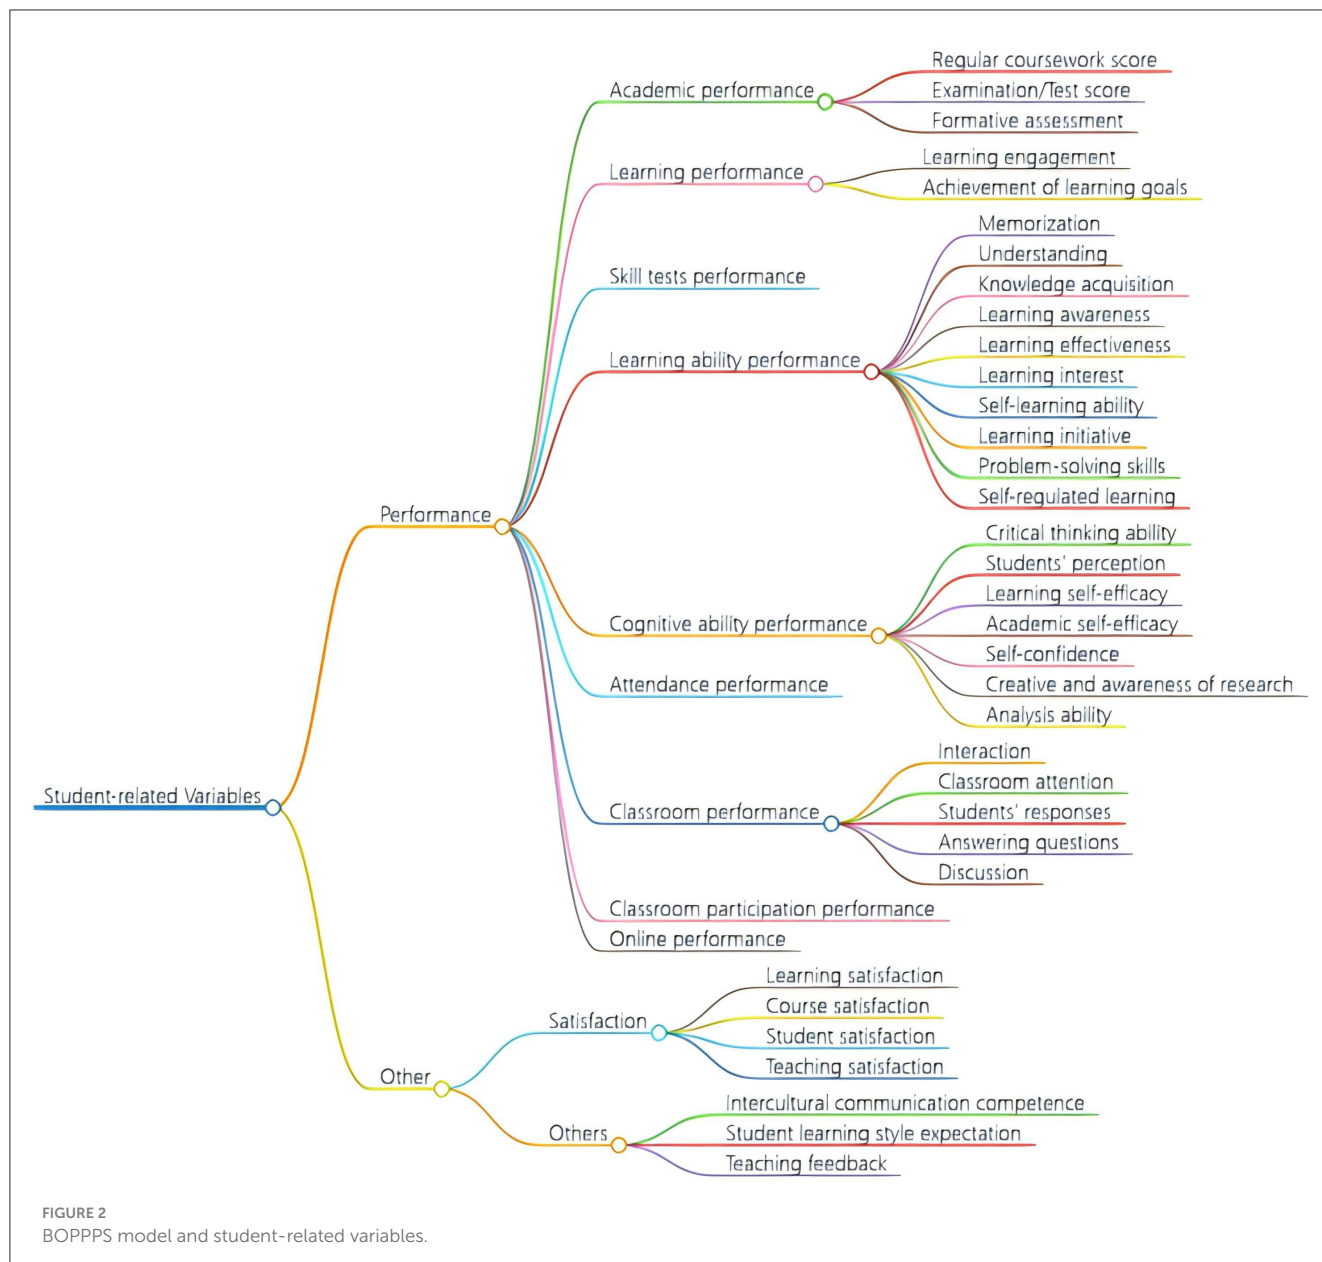 Regular coursework score
Academic performance
Examination/Test score
Formative assessment
Learning engagement
Learning performance
Achievement of learning goals
Memorization
Understanding
Skill tests performance
Knowledge acquisition
Learning awareness
Learning effectiveness
Learning ability performance
Learning interest
Self-learning ability
Learning initiative
Problem-solving skills
Self-regulated learning
Performance
Critical thinking ability
Students' perception
Learning self-efficacy
Cognitive ability performance
Academic self-efficacy
Self-confidence
Attendance performance
Creative and awareness of research
Analysis ability
Interaction
Classroom attention
Student-related Variables
Classroom performance
Students' responses
Answering questions
Discussion
Classroom participation performance
Online performance
Learning satisfaction
Course satisfaction
Satisfaction
Student satisfaction
Teaching satisfaction
Other
Intercultural communication competence
Others
Student learning style expectation
Teaching feedback
FIGURE 2
BOPPPS model and student-related variables.